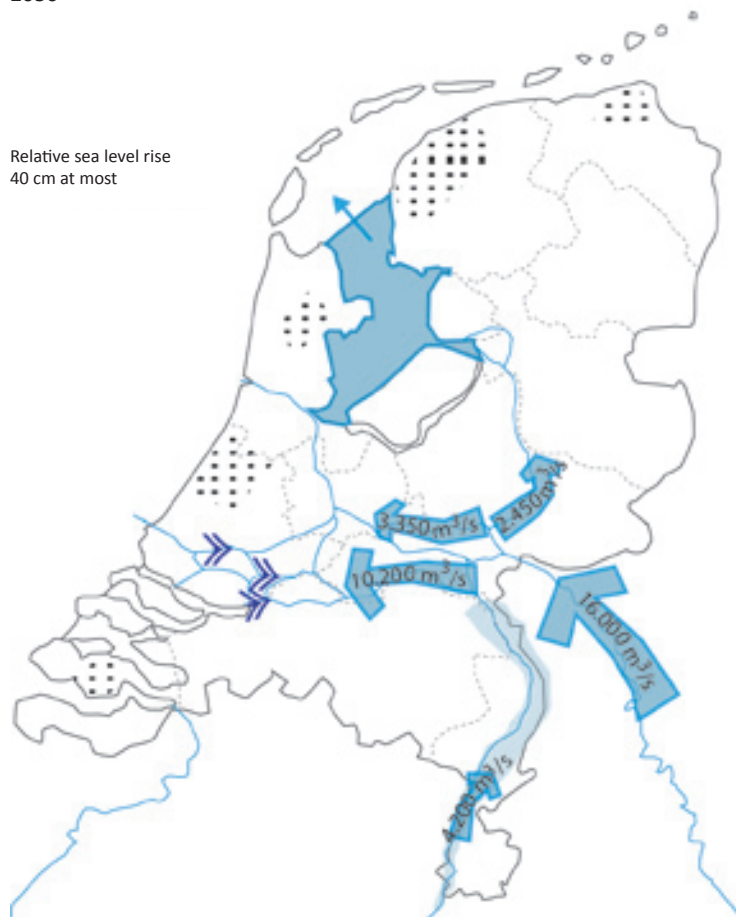 Relative sea level rise
40 cm at most
2.450 m³/s
3.350 m³/s
10.200 m³/s
16.000 m³/s
4.200 m³/s